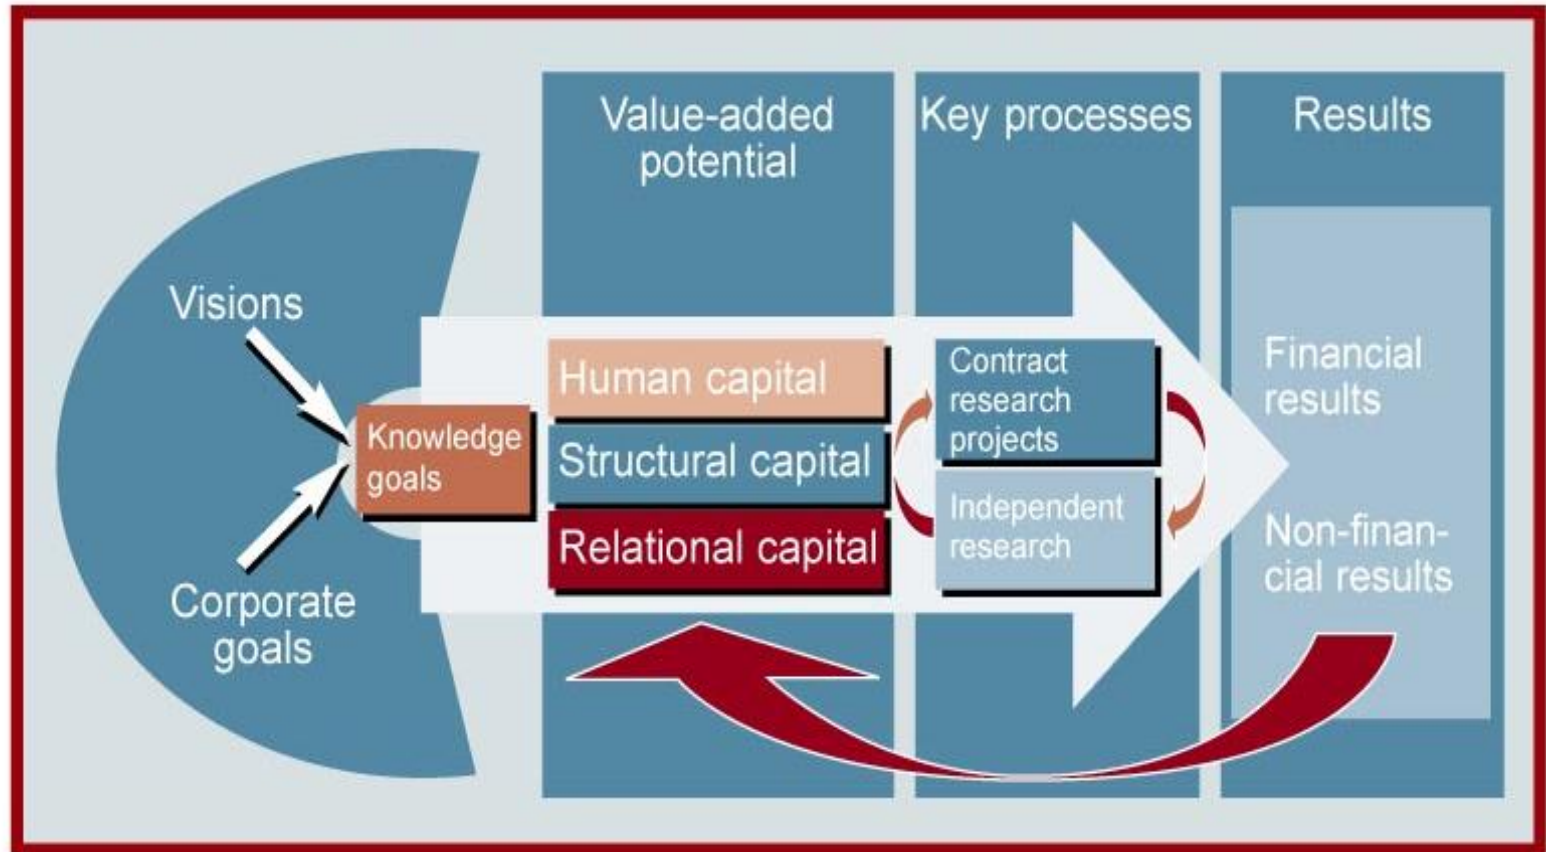 Value-added
potential
Key processes
Results
Visions
Corporate
goals
Knowledge
goals
Human capital
Structural capital
Relational capital
Contract
research
projects
Independent
research
Financial
results
Non-finan-
cial results